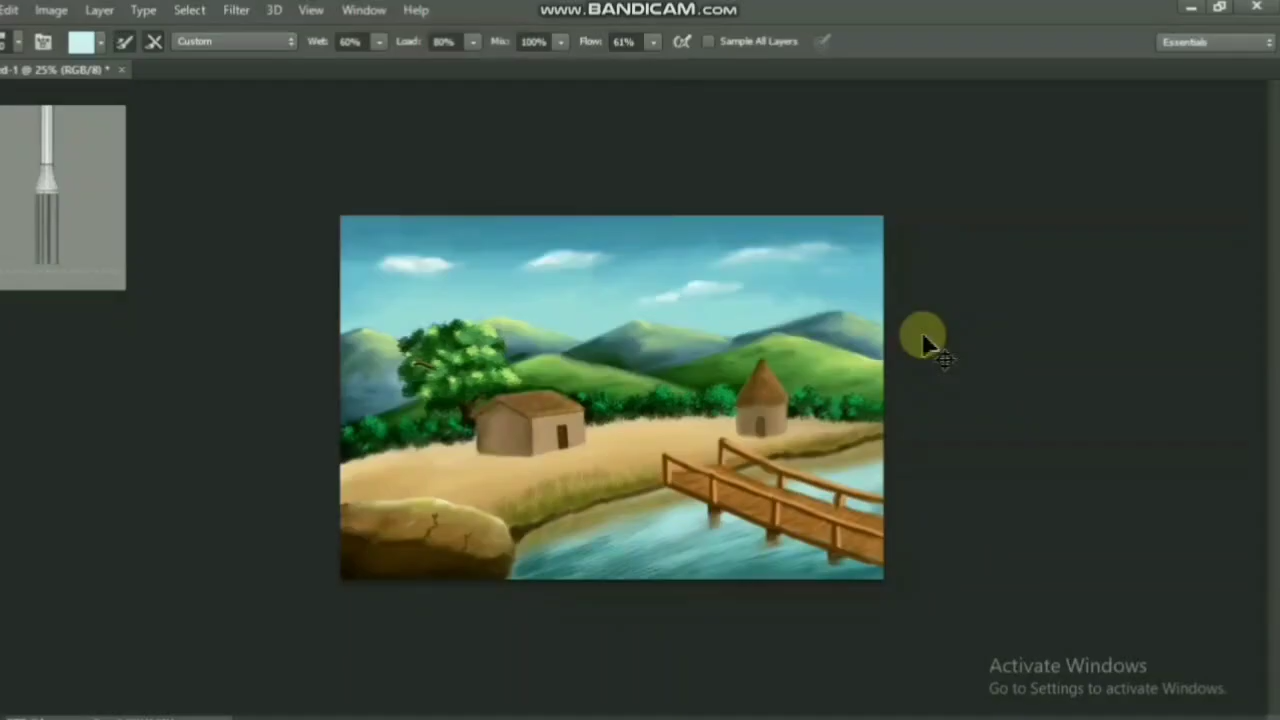 Edit Image Layer Type Select Filter 3D View Window Help
www.BANDICAM.com
Custom Wet: 60% Load: 80% Mix: 100% Flow: 61% Sample All Layers Essentials
d-1 @ 25% (RGB/8) * ×
Activate Windows
Go to Settings to activate Windows.